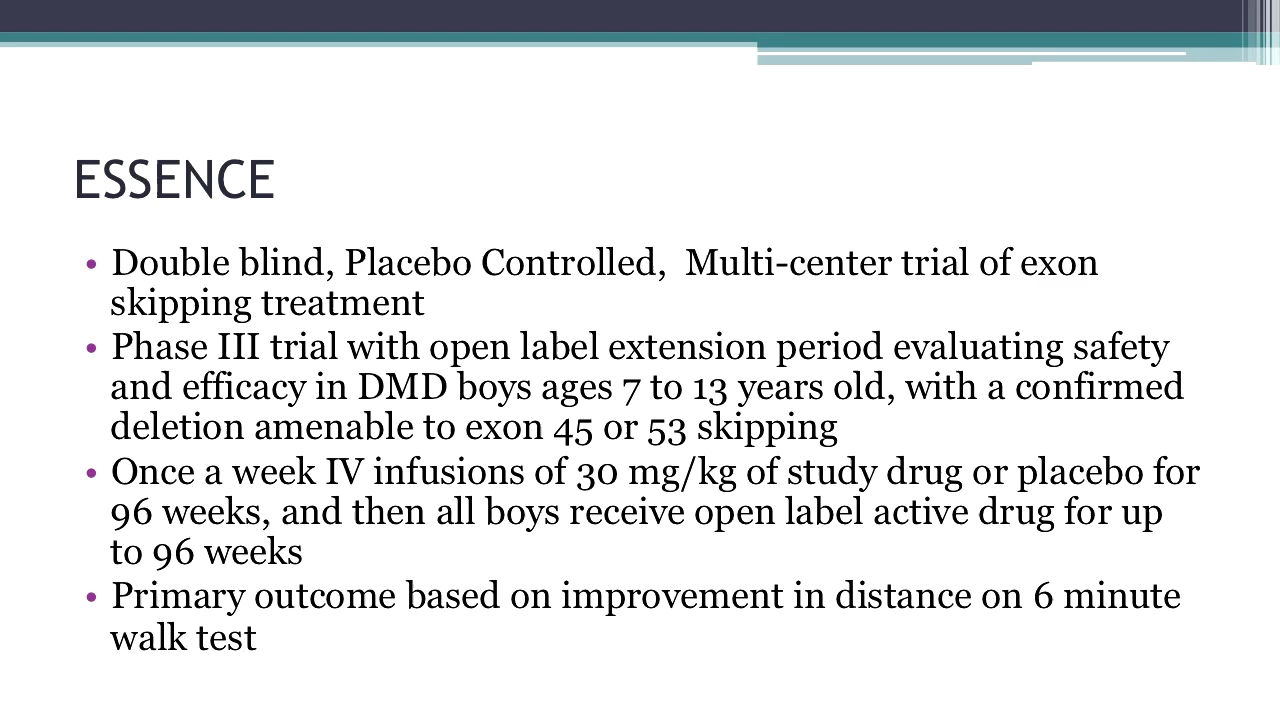 ESSENCE
• Double blind, Placebo Controlled,  Multi-center trial of exon
skipping treatment
• Phase III trial with open label extension period evaluating safety
and efficacy in DMD boys ages 7 to 13 years old, with a confirmed
deletion amenable to exon 45 or 53 skipping
• Once a week IV infusions of 30 mg/kg of study drug or placebo for
96 weeks, and then all boys receive open label active drug for up
to 96 weeks
• Primary outcome based on improvement in distance on 6 minute
walk test